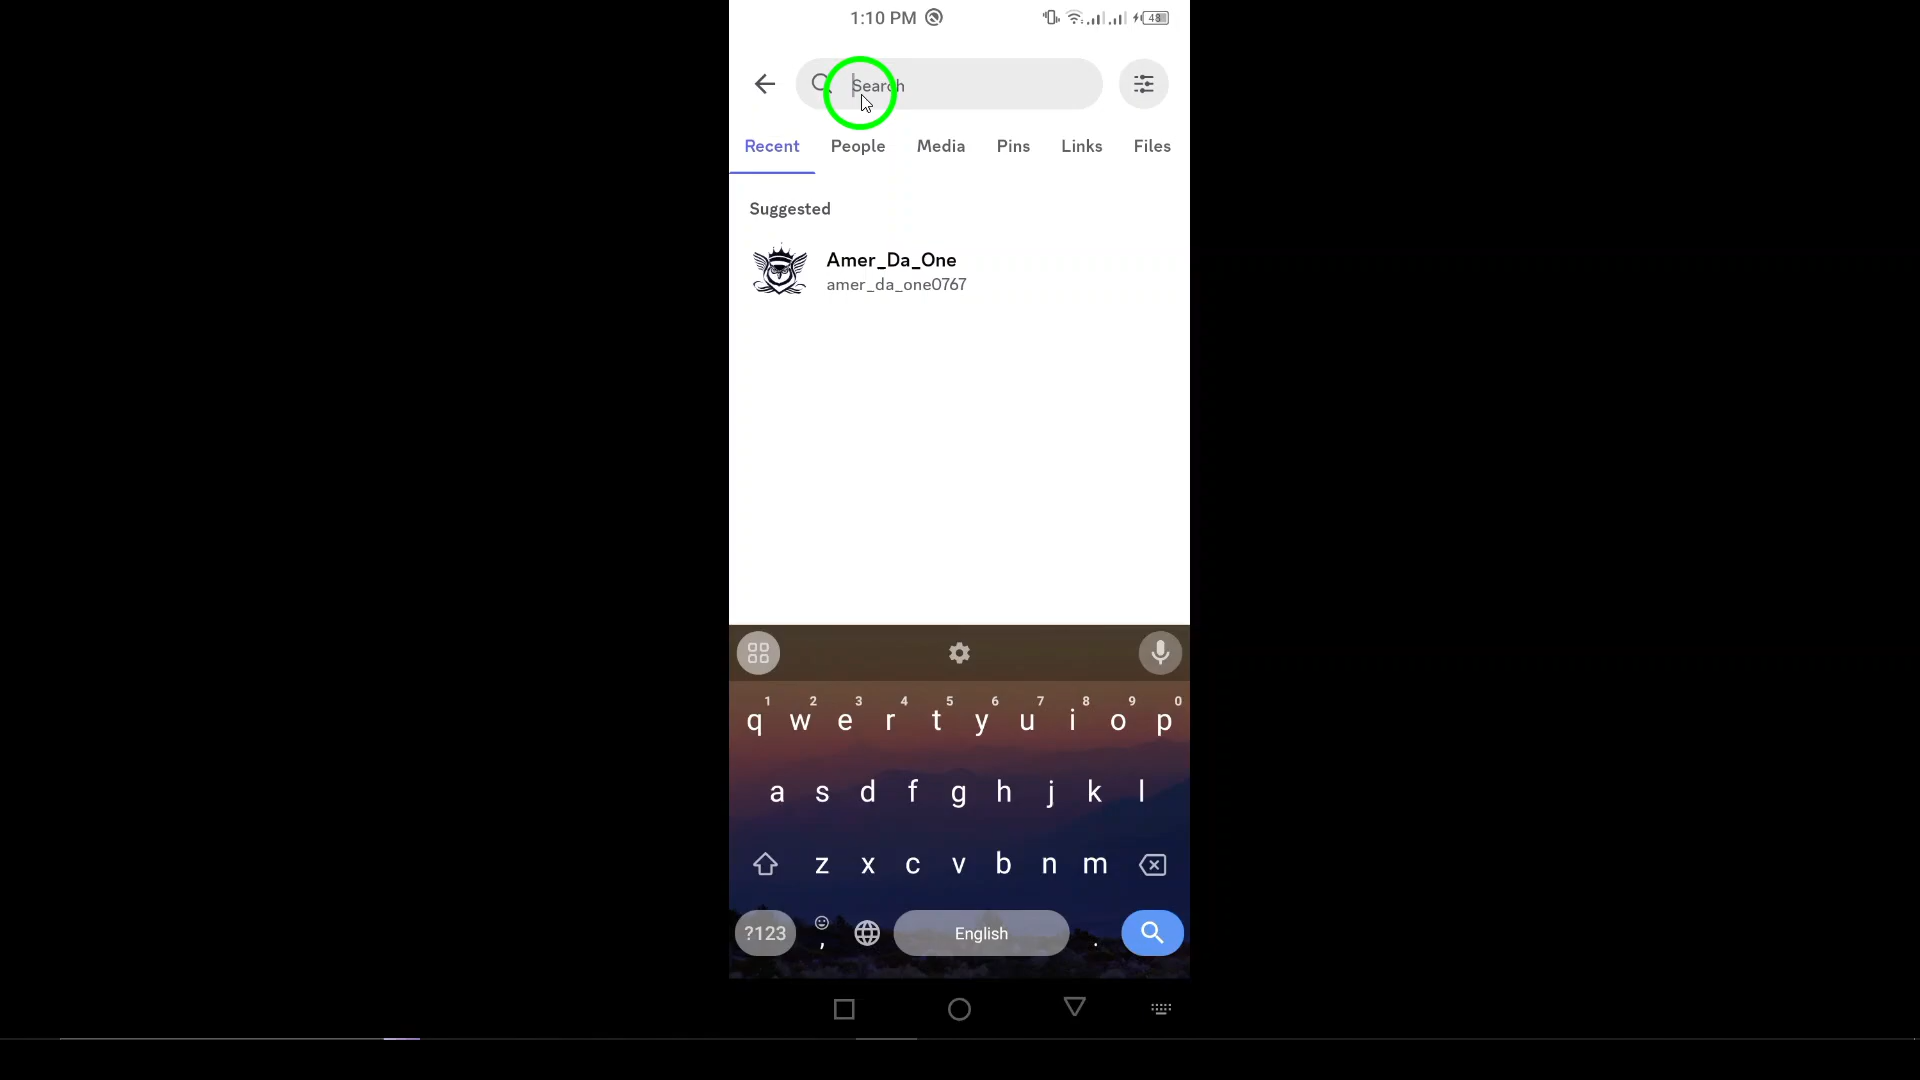 1:10 PM 48
Search
Recent People Media Pins Links Files
Suggested
Amer_Da_One
amer_da_one0767
1 2 3 4 5 6 7 8 9 0
q w e r t y u i o p
a s d f g h j k l
z x c v b n m
?123 , English .